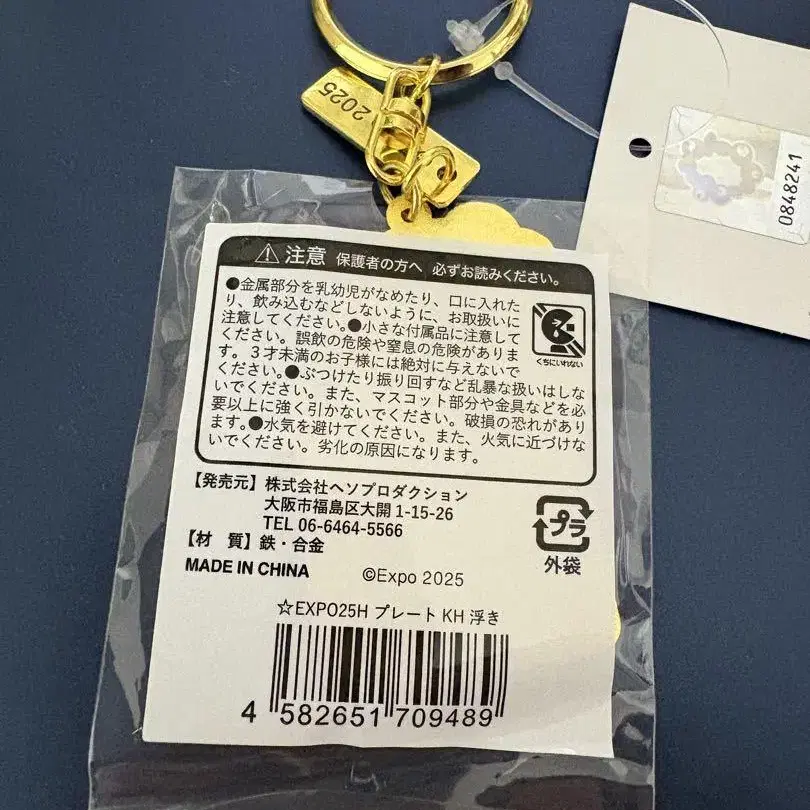 2025
0848241
⚠注意 保護者の方へ 必ずお読みください。
●金属部分を乳幼児がなめたり、口に入れた
り、飲み込むなどしないように、お取扱いに
注意してください。●小さな付属品に注意して
ください。誤飲の危険や窒息の危険がありま
す。3才未満のお子様には絶対に与えないで
ください。●ぶつけたり振り回すなど乱暴な扱いはしな
いでください。また、マスコット部分や金具などを必
要以上に強く引かないでください。破損の恐れがあり
ます。●水気を避けてください。また、火気に近づけな
いでください。劣化の原因になります。
くちにいれない
【発売元】株式会社ヘソプロダクション
大阪市福島区大開 1-15-26
TEL 06-6464-5566
【材 質】鉄・合金
MADE IN CHINA
©Expo 2025
プラ
外袋
☆EXPO25H プレート KH 浮き
4 582651 709489